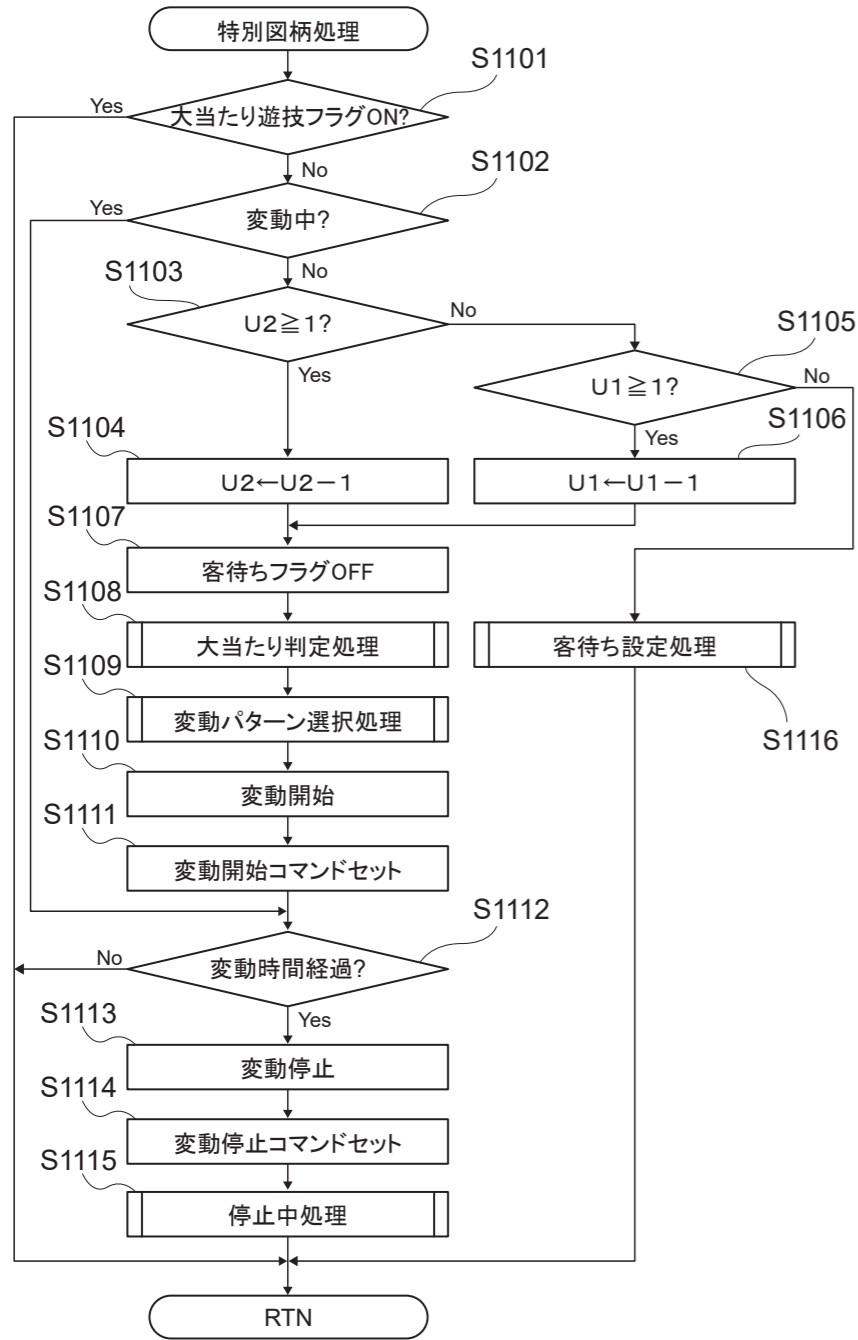 特別図柄処理
S1101
Yes
大当たり遊技フラグON?
No
S1102
Yes
変動中?
No
S1103
U2≧1?
No
S1105
Yes
U1≧1?
No
S1104
Yes
S1106
U2←U2−1
U1←U1−1
S1107
客待ちフラグOFF
S1108
大当たり判定処理
客待ち設定処理
S1109
変動パターン選択処理
S1116
S1110
変動開始
S1111
変動開始コマンドセット
S1112
No
変動時間経過?
S1113
Yes
変動停止
S1114
変動停止コマンドセット
S1115
停止中処理
RTN